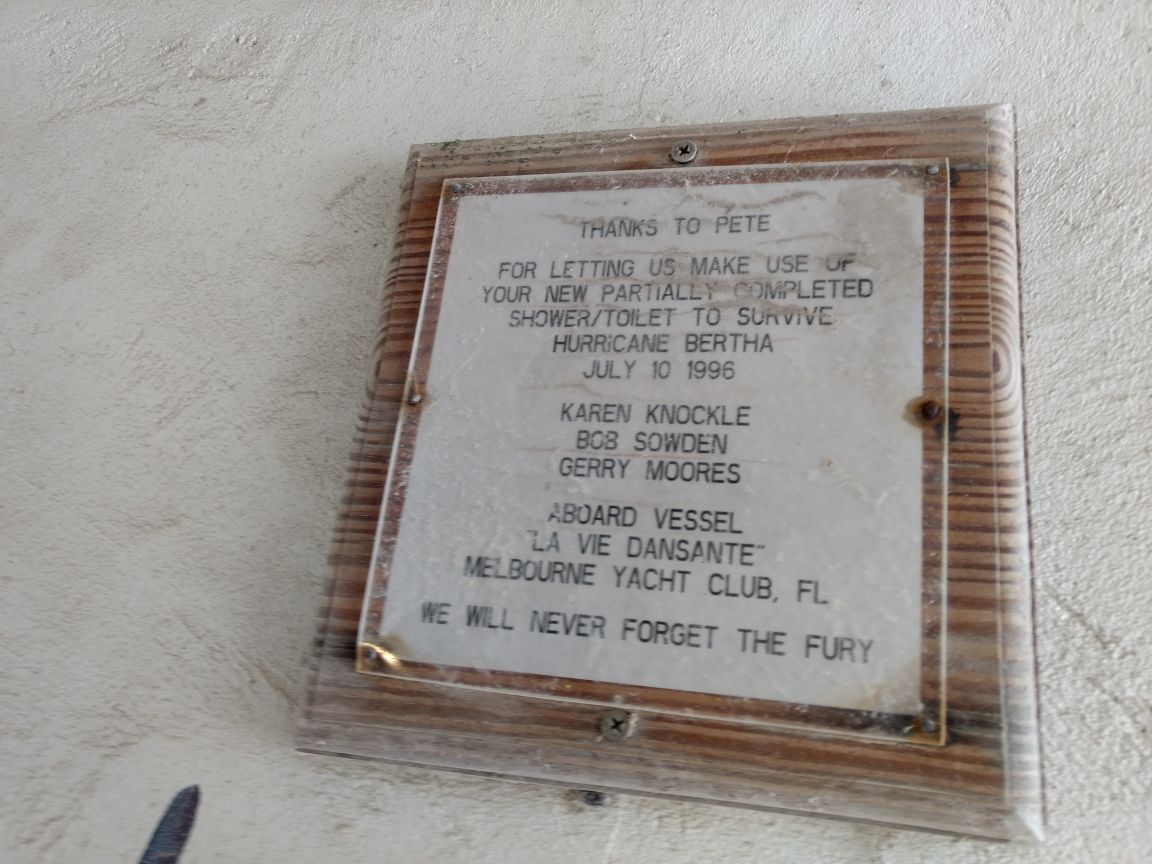 THANKS TO PETE
FOR LETTING US MAKE USE OF
YOUR NEW PARTIALLY COMPLETED
SHOWER/TOILET TO SURVIVE
HURRICANE BERTHA
JULY 10 1996
KAREN KNOCKLE
BOB SOWDEN
GERRY MOORES
ABOARD VESSEL
"LA VIE DANSANTE"
MELBOURNE YACHT CLUB, FL
WE WILL NEVER FORGET THE FURY